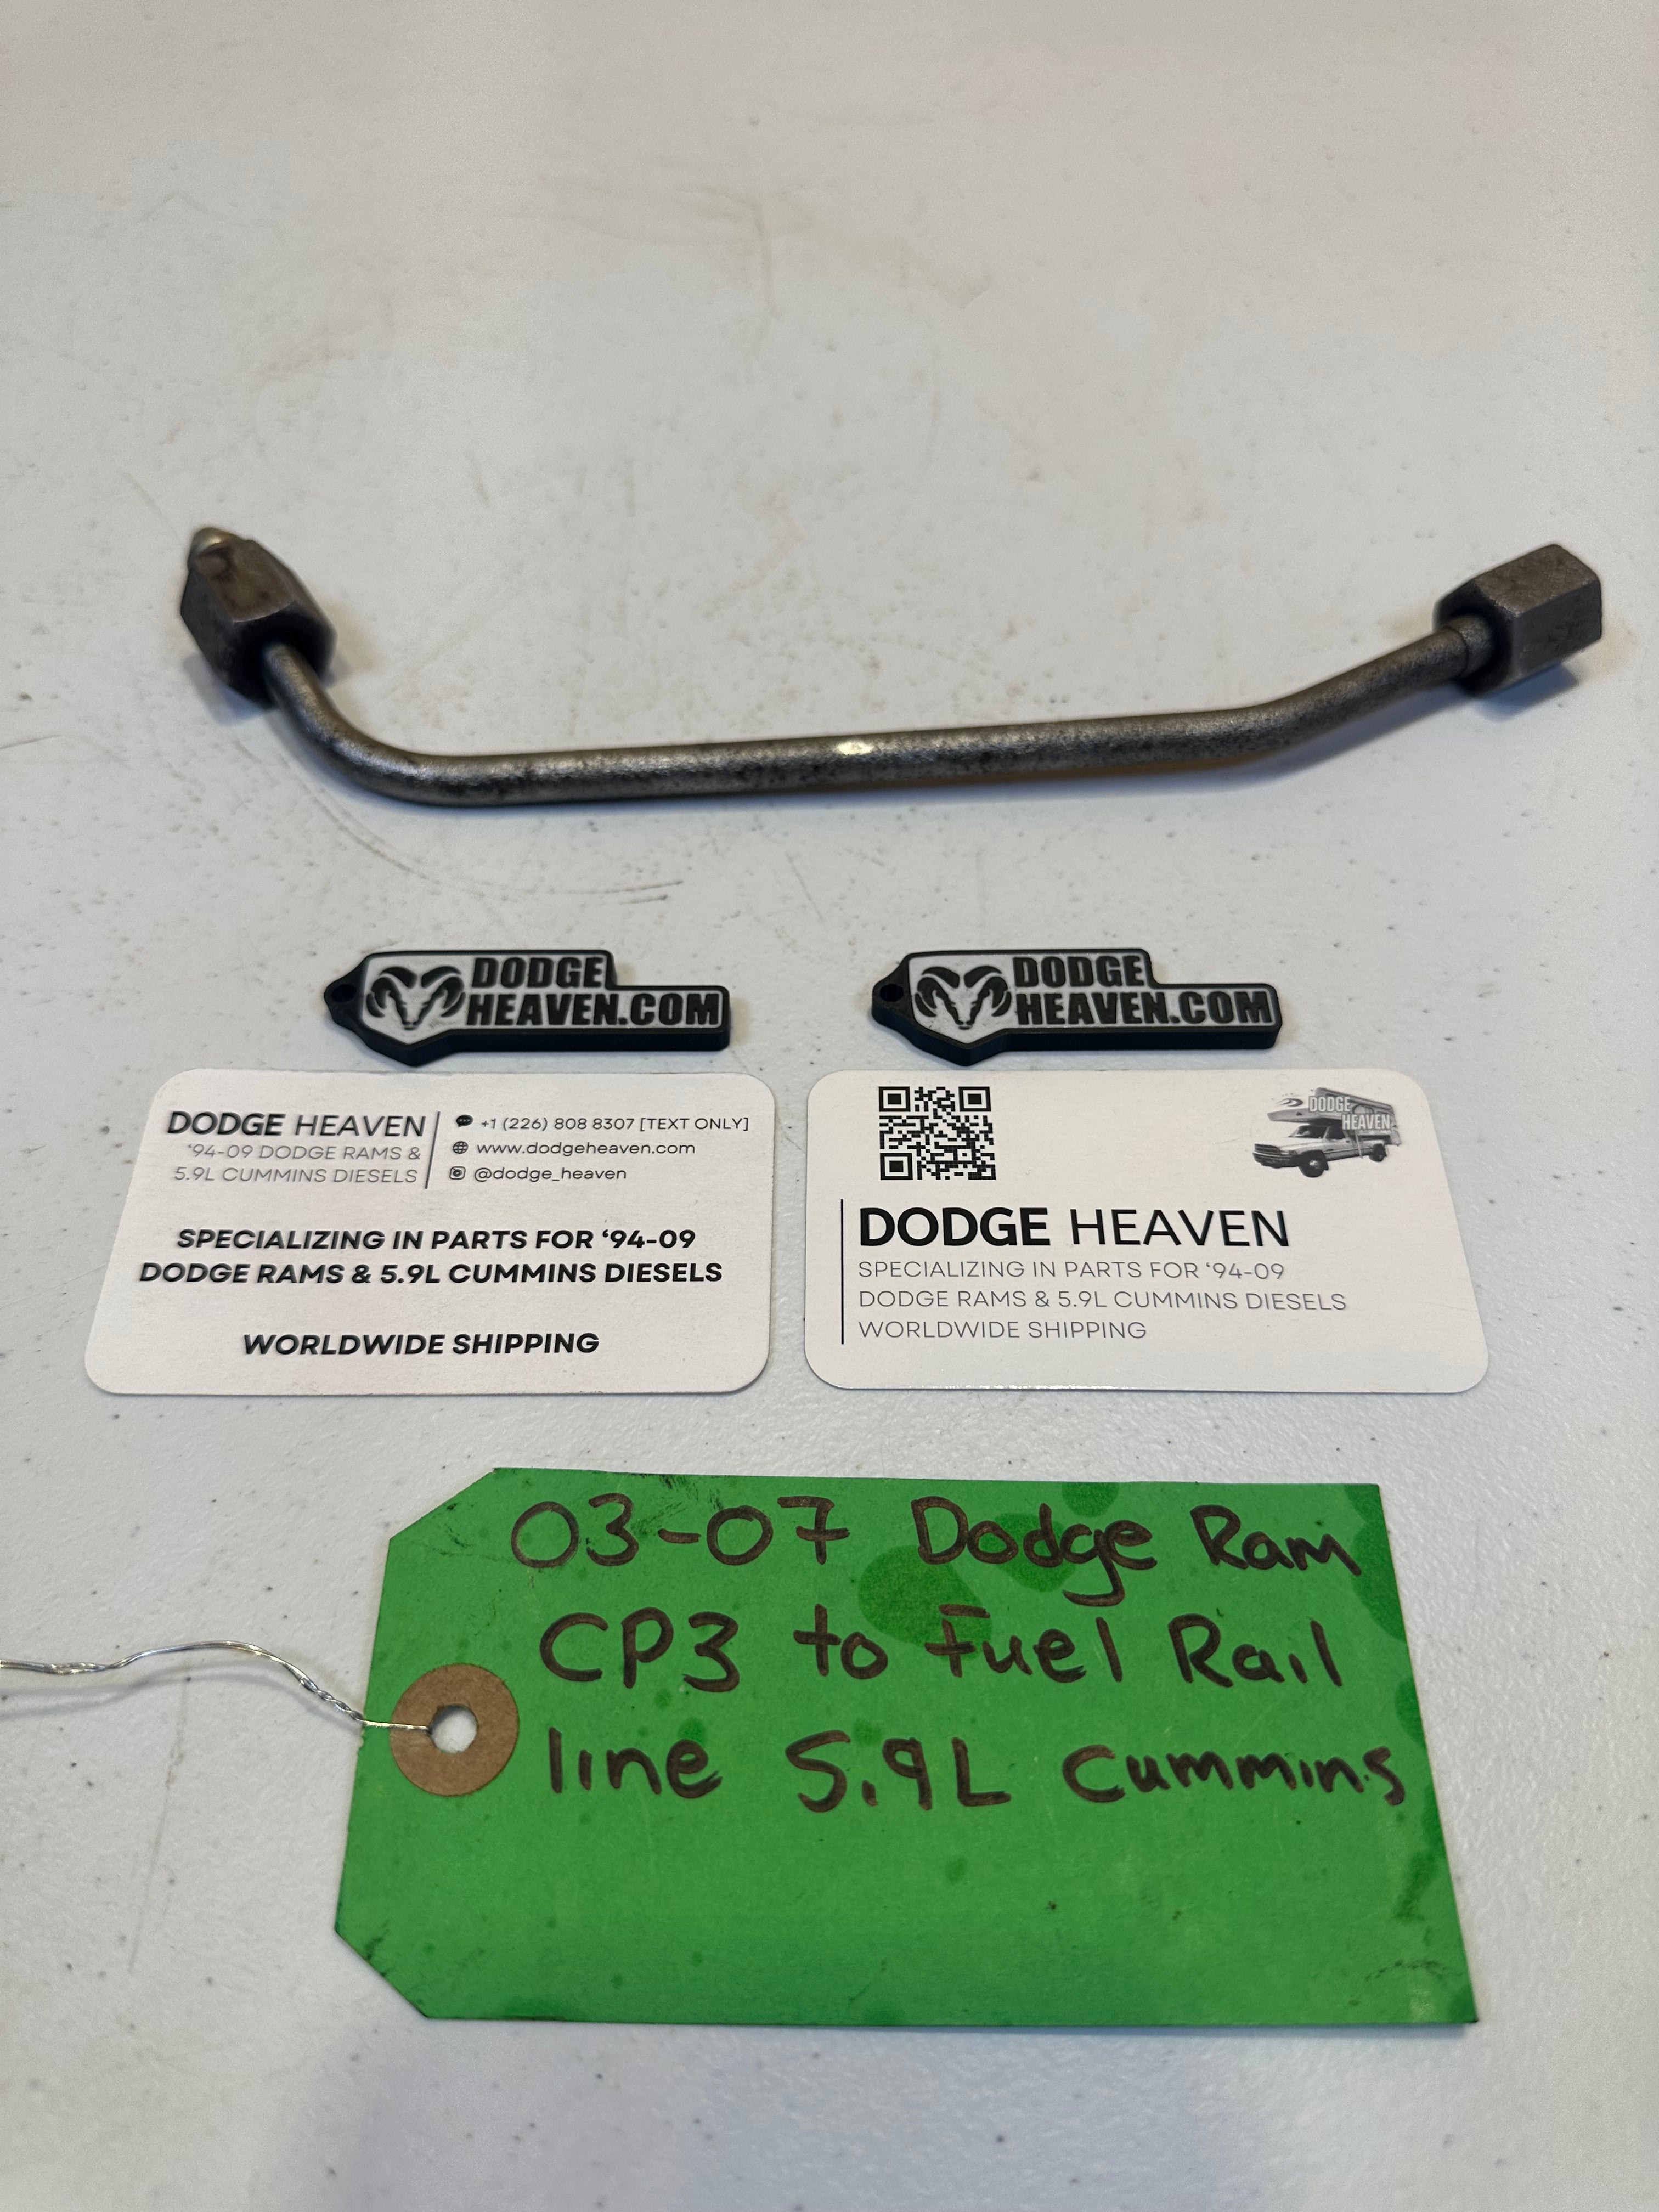 DODGE
HEAVEN.COM
DODGE
HEAVEN.COM
DODGE HEAVEN
'94-09 DODGE RAMS &
5.9L CUMMINS DIESELS
+1 (226) 808 8307 [TEXT ONLY]
www.dodgeheaven.com
@dodge_heaven
SPECIALIZING IN PARTS FOR '94-09
DODGE RAMS & 5.9L CUMMINS DIESELS
WORLDWIDE SHIPPING
DODGE
HEAVEN
DODGE HEAVEN
SPECIALIZING IN PARTS FOR '94-09
DODGE RAMS & 5.9L CUMMINS DIESELS
WORLDWIDE SHIPPING
03-07 Dodge Ram
CP3 to Fuel Rail
line 5.9L Cummins